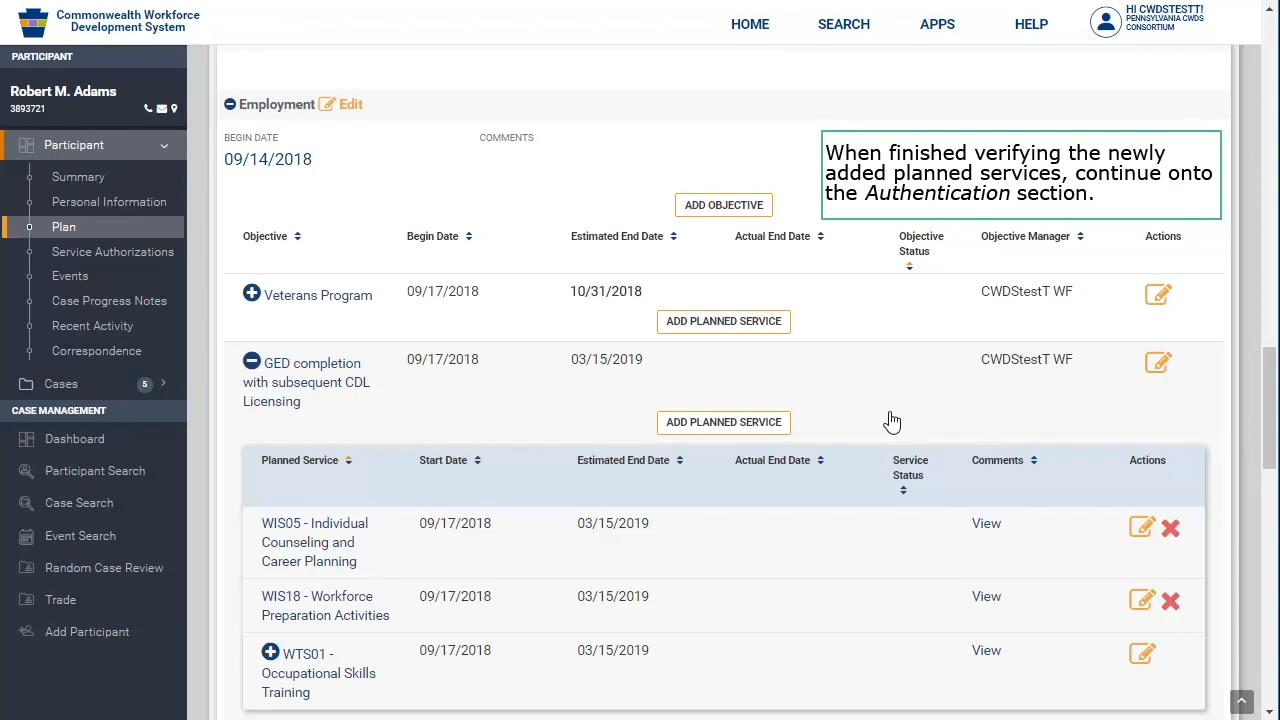 Commonwealth Workforce
Development System
HOME
SEARCH
APPS
HELP
HI CWDSTESTT!
PENNSYLVANIA CWDS
CONSORTIUM
PARTICIPANT
Robert M. Adams
3893721
Participant
Summary
Personal Information
Plan
Service Authorizations
Events
Case Progress Notes
Recent Activity
Correspondence
Cases 5
CASE MANAGEMENT
Dashboard
Participant Search
Case Search
Event Search
Random Case Review
Trade
Add Participant
Employment Edit
BEGIN DATE
COMMENTS
09/14/2018
When finished verifying the newly
added planned services, continue onto
the Authentication section.
ADD OBJECTIVE
Objective
Begin Date
Estimated End Date
Actual End Date
Objective
Status
Objective Manager
Actions
Veterans Program
09/17/2018
10/31/2018
CWDStestT WF
ADD PLANNED SERVICE
GED completion
with subsequent CDL
Licensing
09/17/2018
03/15/2019
CWDStestT WF
ADD PLANNED SERVICE
Planned Service
Start Date
Estimated End Date
Actual End Date
Service
Status
Comments
Actions
WIS05 - Individual
Counseling and
Career Planning
09/17/2018
03/15/2019
View
WIS18 - Workforce
Preparation Activities
09/17/2018
03/15/2019
View
WTS01 -
Occupational Skills
Training
09/17/2018
03/15/2019
View